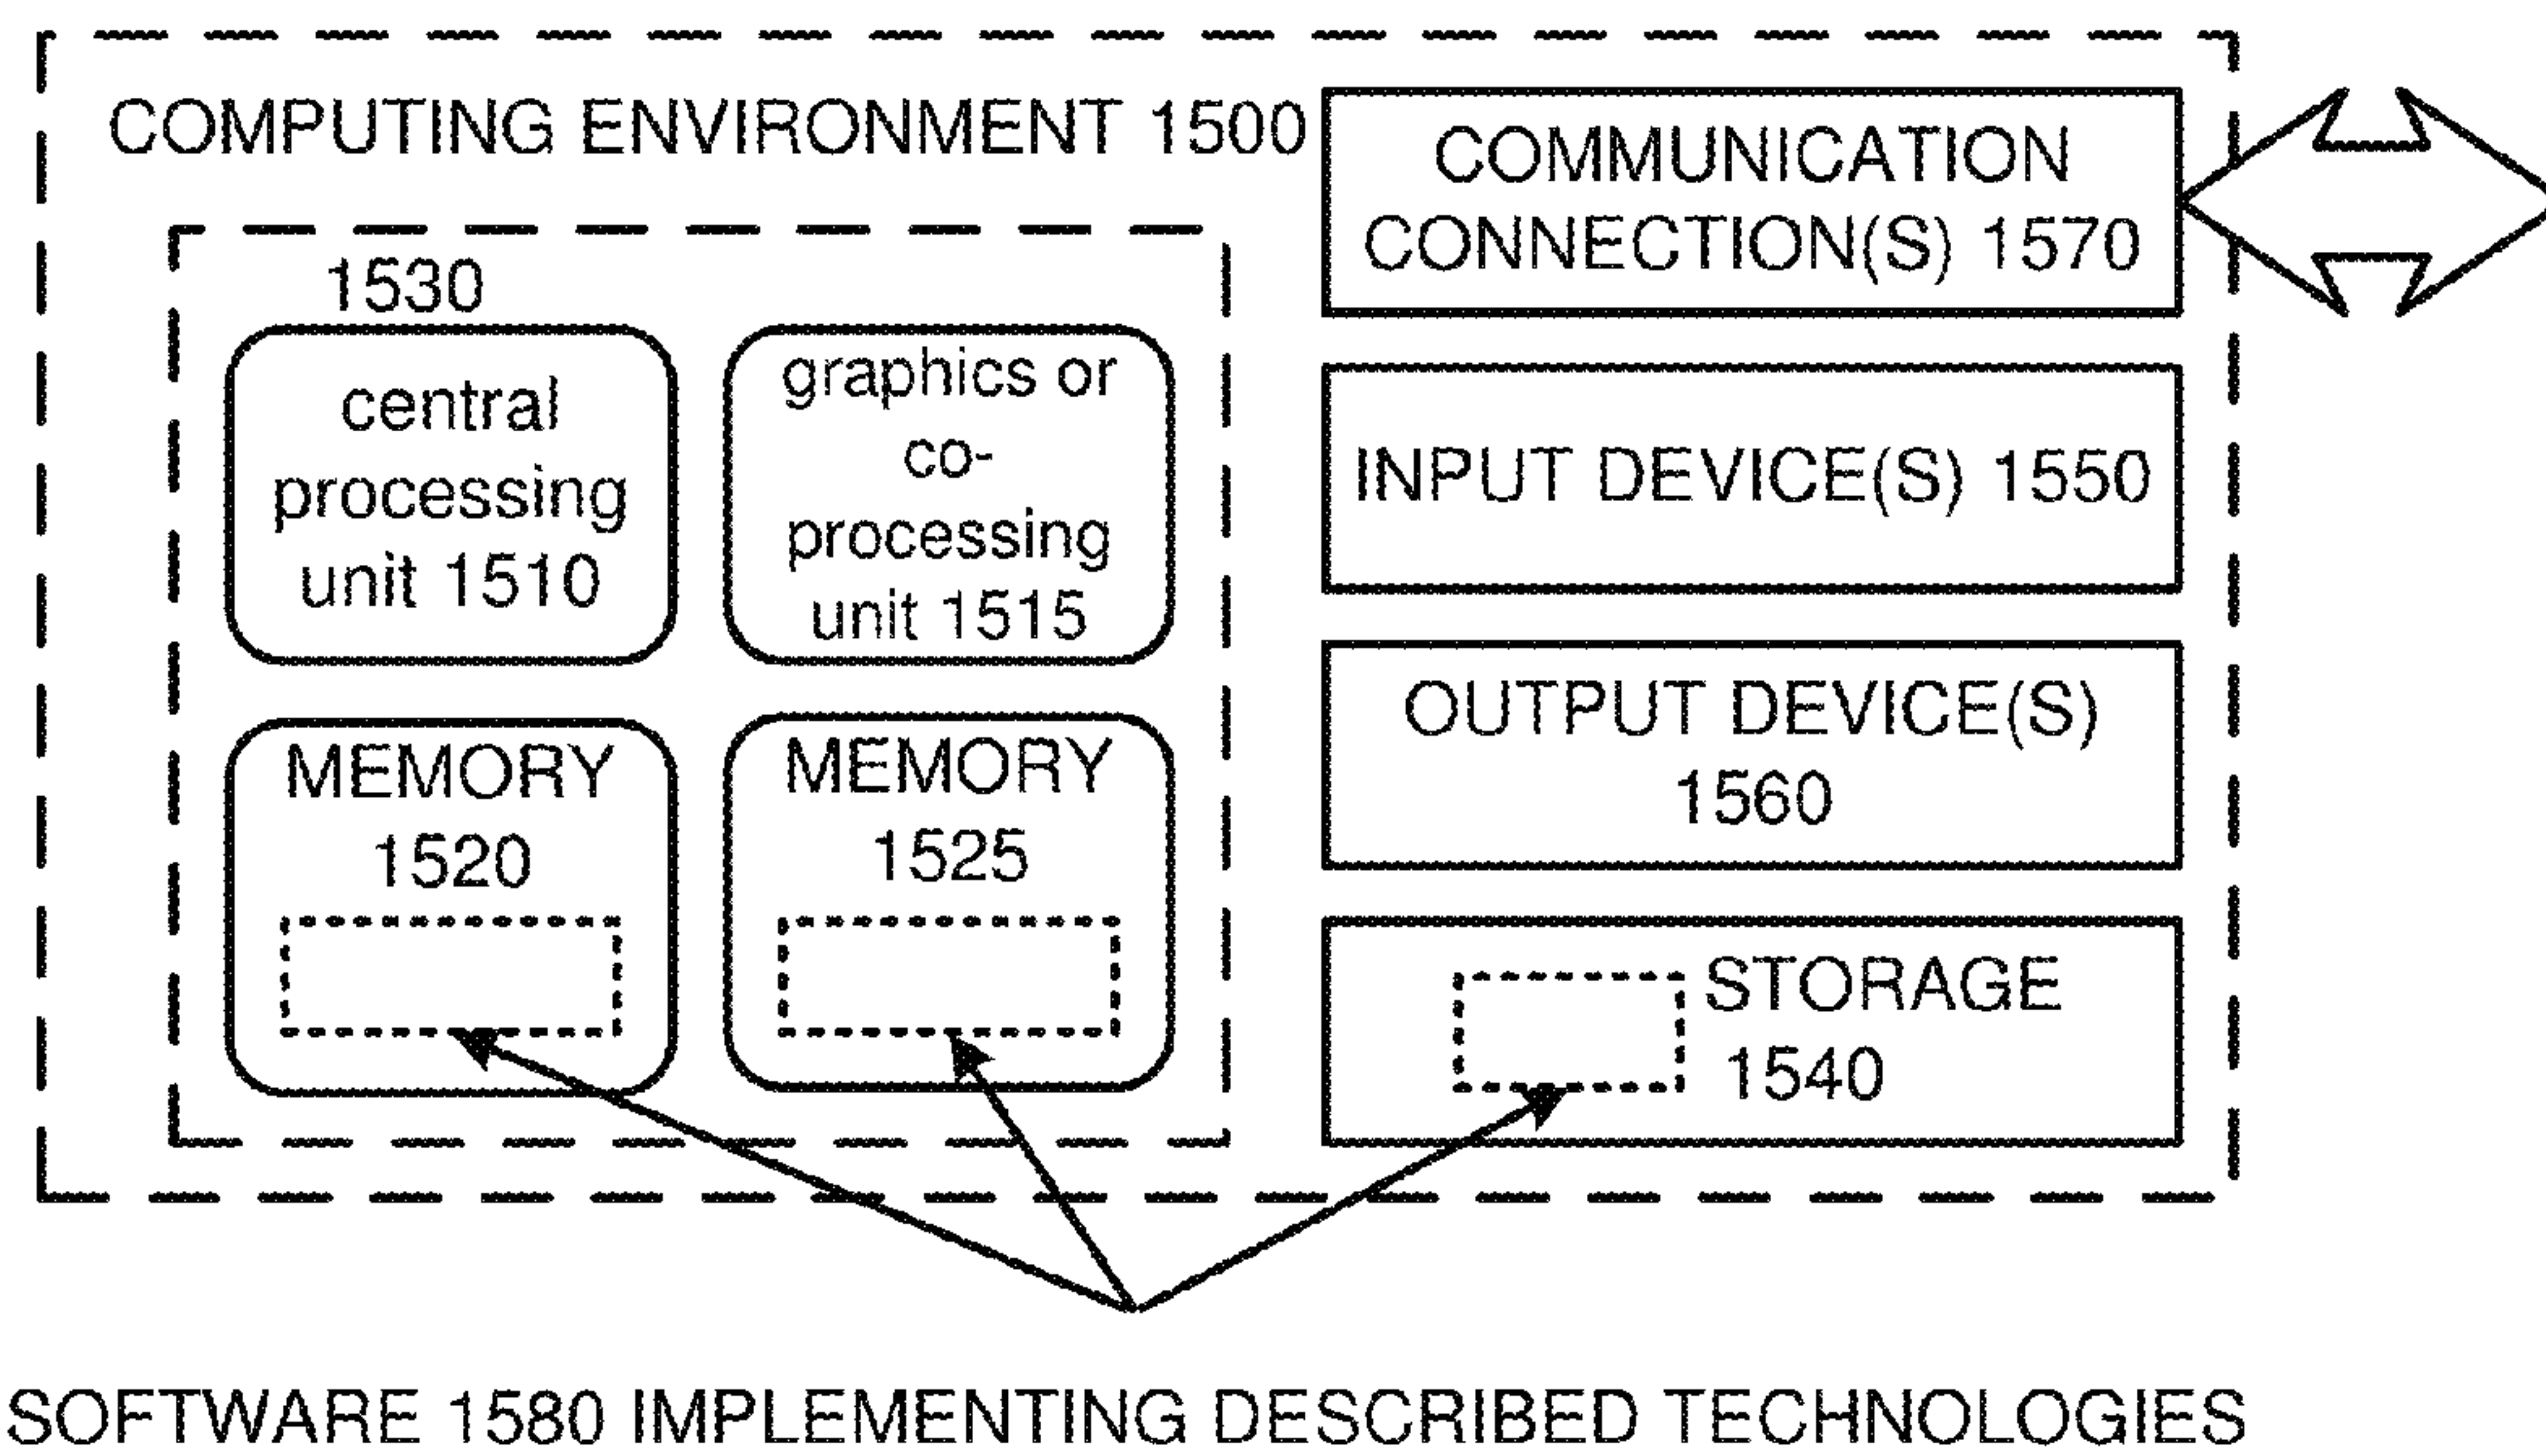 COMPUTING ENVIRONMENT 1500
1530
central
processing
unit 1510
graphics or
co-
processing
unit 1515
MEMORY
1520
MEMORY
1525
COMMUNICATION
CONNECTION(S) 1570
INPUT DEVICE(S) 1550
OUTPUT DEVICE(S)
1560
STORAGE
1540
SOFTWARE 1580 IMPLEMENTING DESCRIBED TECHNOLOGIES